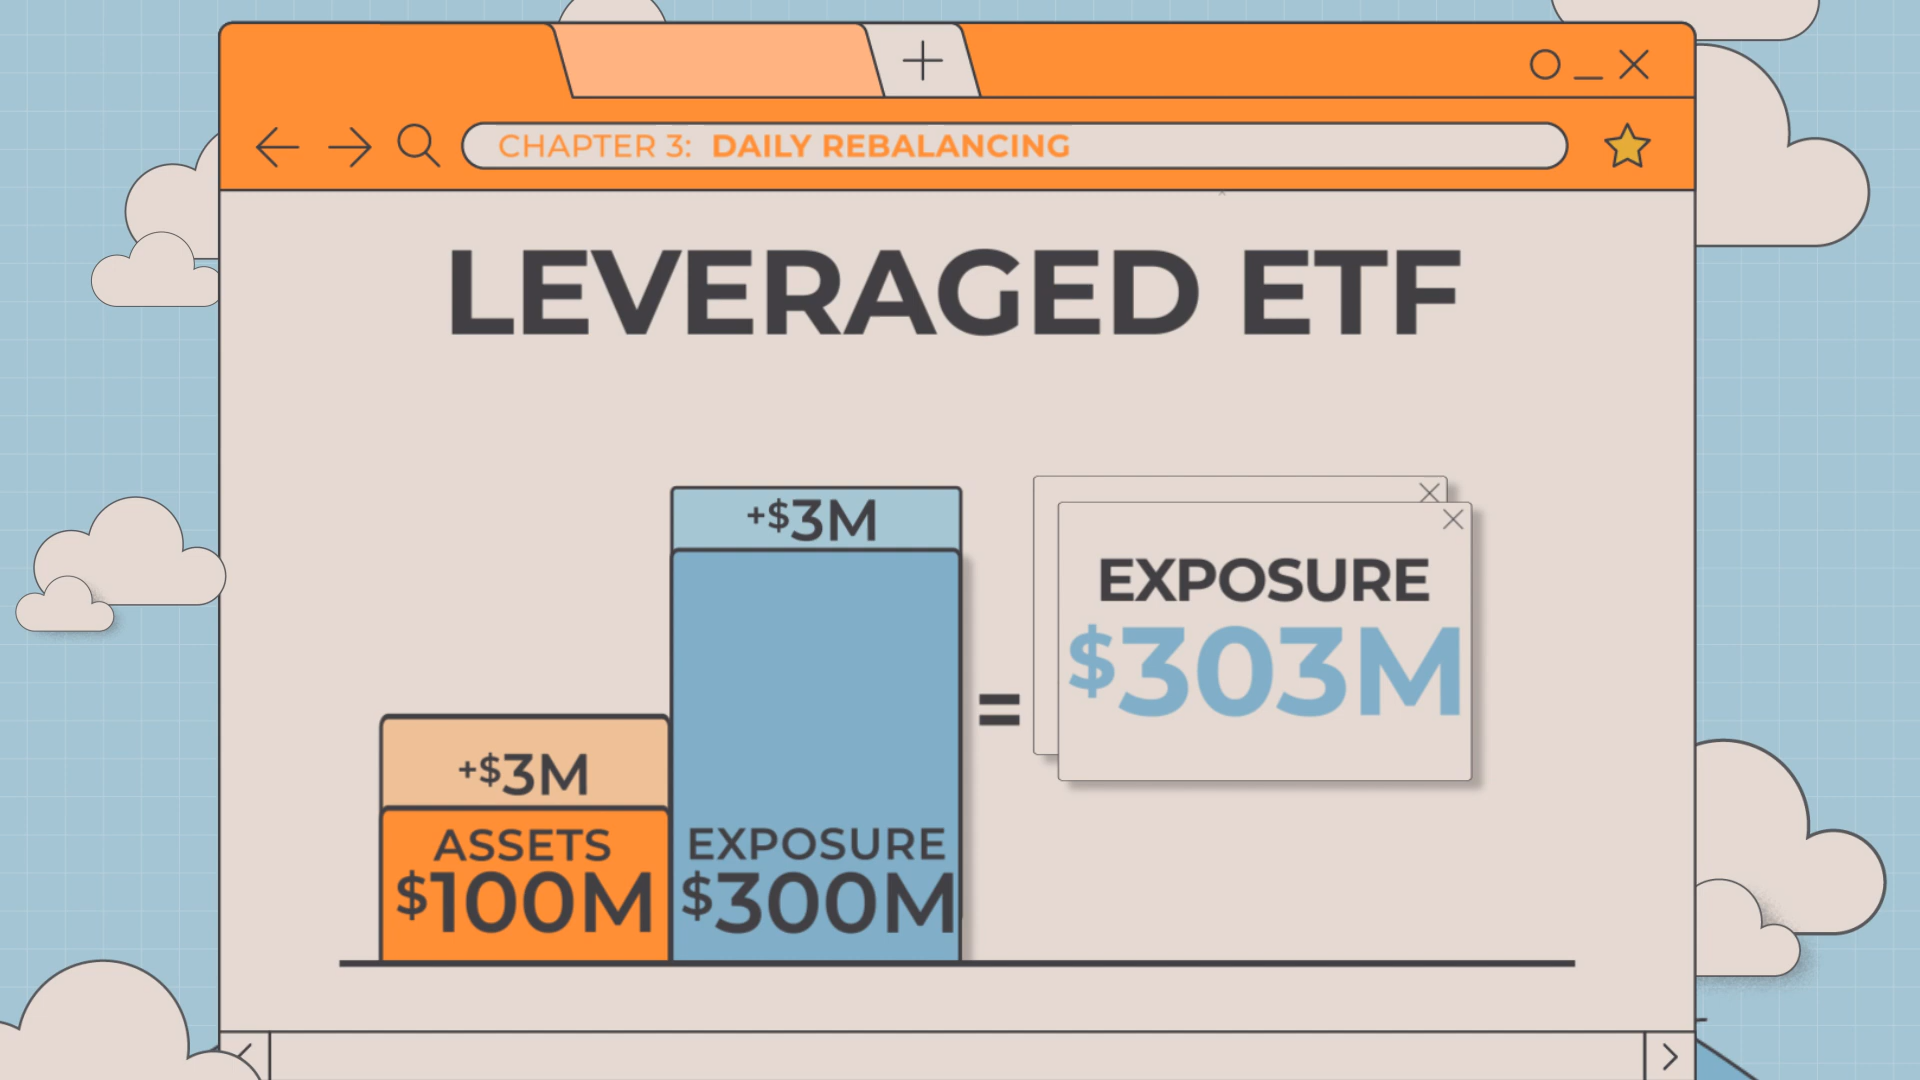 CHAPTER 3: DAILY REBALANCING
LEVERAGED ETF
+$3M
+$3M
ASSETS
$100M
EXPOSURE
$300M
=
EXPOSURE
$303M